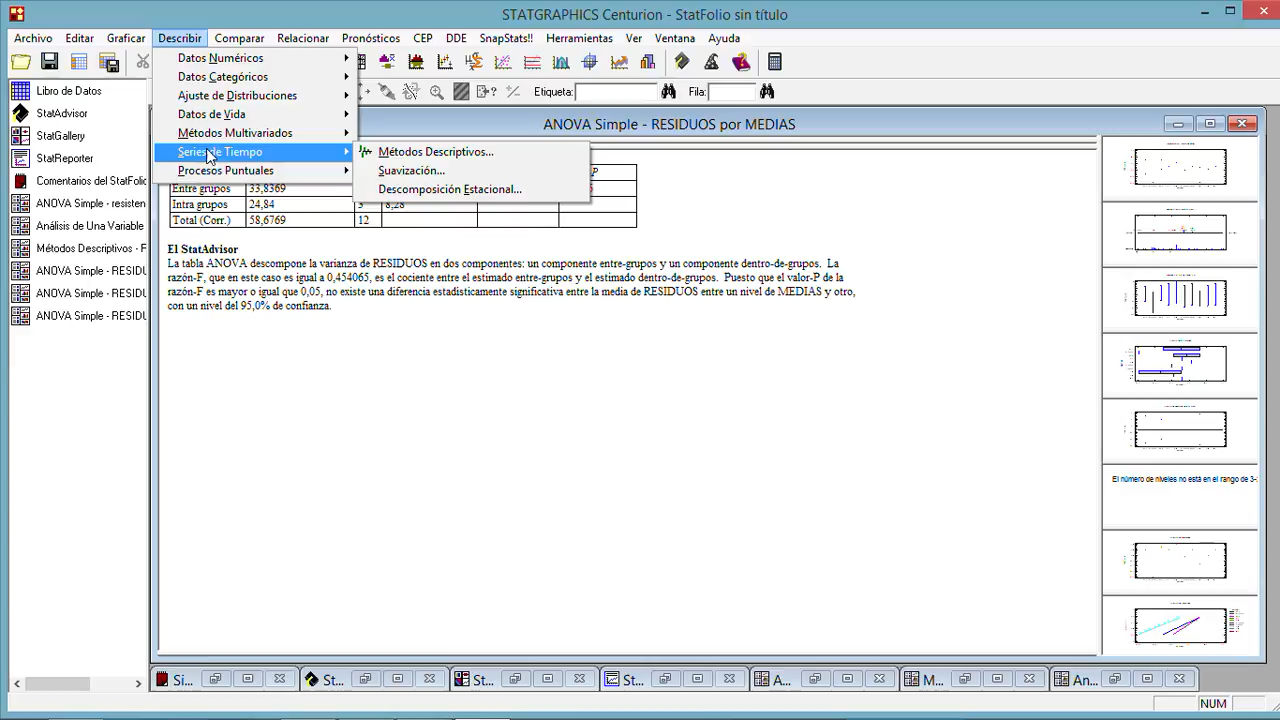 STATGRAPHICS Centurion - StatFolio sin título
Archivo Editar Graficar Describir Comparar Relacionar Pronósticos CEP DDE SnapStats!! Herramientas Ver Ventana Ayuda
Etiqueta: Fila:
Datos Numéricos
Datos Categóricos
Ajuste de Distribuciones
Datos de Vida
Métodos Multivariados
Series de Tiempo
Procesos Puntuales
Métodos Descriptivos...
Suavización...
Descomposición Estacional...
Libro de Datos
StatAdvisor
StatGallery
StatReporter
Comentarios del StatFolio
ANOVA Simple - resisten
Análisis de Una Variable
Métodos Descriptivos - F
ANOVA Simple - RESIDU
ANOVA Simple - RESIDU
ANOVA Simple - RESIDU
ANOVA Simple - RESIDUOS por MEDIAS
Entre grupos 33,8369
Intra grupos 24,84 3 8,28
Total (Corr.) 58,6769 12
El StatAdvisor
La tabla ANOVA descompone la varianza de RESIDUOS en dos componentes: un componente entre-grupos y un componente dentro-de-grupos. La
razón-F, que en este caso es igual a 0,454065, es el cociente entre el estimado entre-grupos y el estimado dentro-de-grupos. Puesto que el valor-P de la
razón-F es mayor o igual que 0,05, no existe una diferencia estadísticamente significativa entre la media de RESIDUOS entre un nivel de MEDIAS y otro,
con un nivel del 95,0% de confianza.
El número de niveles no está en el rango de 3-
Si... St... St... St... A... M... An...
NUM